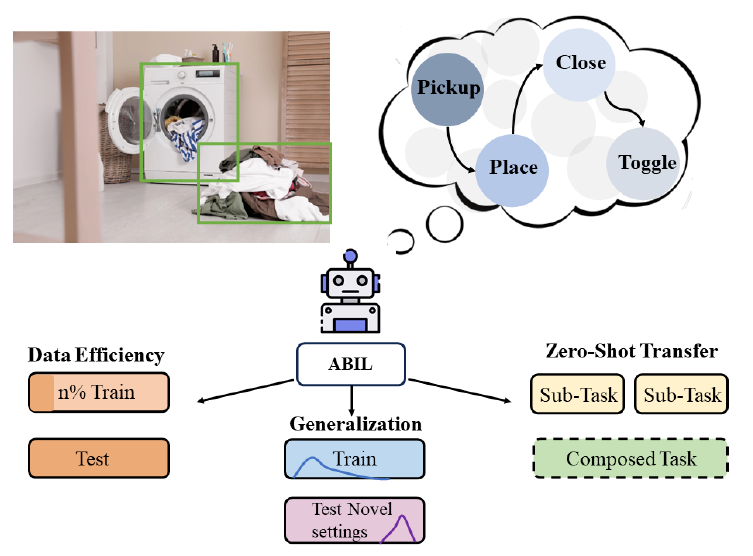 Pickup
Close
Place
Toggle
ABIL
Data Efficiency
n% Train
Test
Generalization
Train
Test Novel
settings
Zero-Shot Transfer
Sub-Task Sub-Task
Composed Task